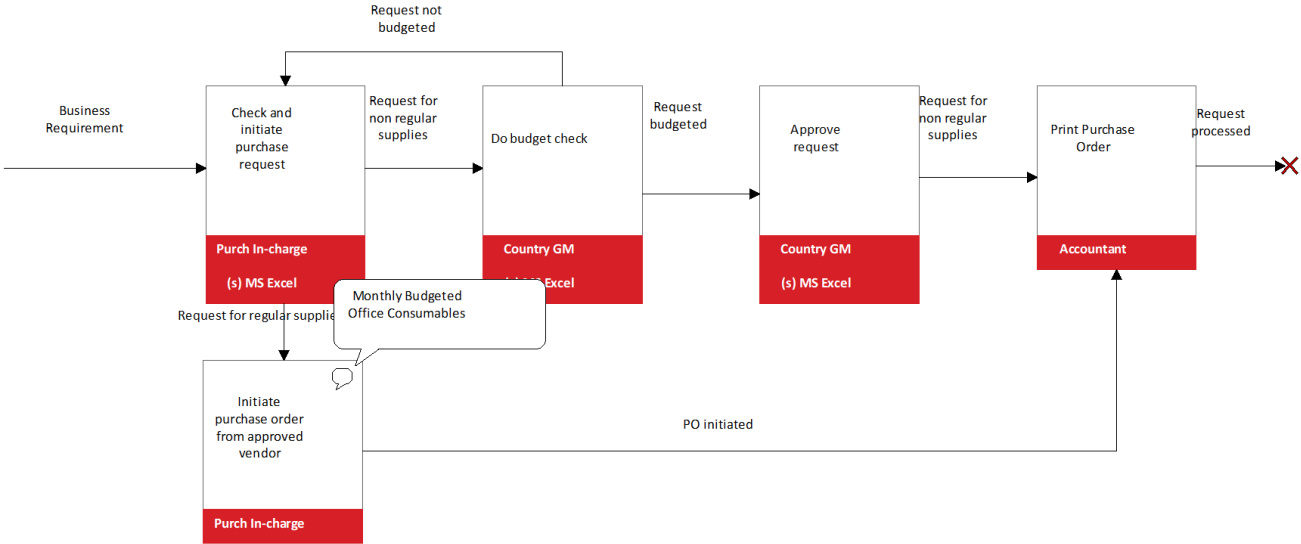 Request not
budgeted
Business
Requirement
Check and
initiate
purchase
request
Request for
non regular
supplies
Do budget check
Request
budgeted
Approve
request
Request for
non regular
supplies
Print Purchase
Order
Request
processed
Purch In-charge
(s) MS Excel
Country GM
Excel
Country GM
(s) MS Excel
Accountant
Request for regular
Monthly Budgeted
Office Consumables
Initiate
purchase order
from approved
vendor
Purch In-charge
PO initiated